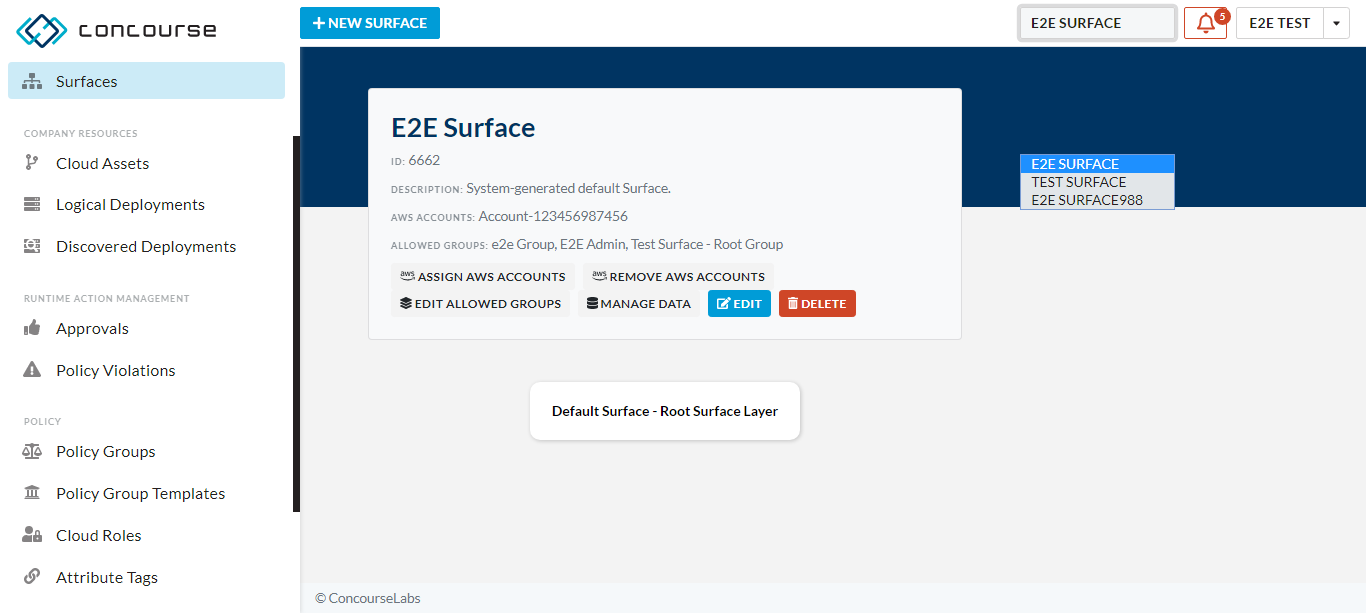 concourse
NEW SURFACE
E2E SURFACE
5
E2E TEST
Surfaces
COMPANY RESOURCES
Cloud Assets
Logical Deployments
Discovered Deployments
RUNTIME ACTION MANAGEMENT
Approvals
Policy Violations
POLICY
Policy Groups
Policy Group Templates
Cloud Roles
Attribute Tags
E2E Surface
ID: 6662
DESCRIPTION: System-generated default Surface.
AWS ACCOUNTS: Account-123456987456
ALLOWED GROUPS: e2e Group, E2E Admin, Test Surface - Root Group
aws ASSIGN AWS ACCOUNTS aws REMOVE AWS ACCOUNTS
EDIT ALLOWED GROUPS MANAGE DATA EDIT DELETE
E2E SURFACE
TEST SURFACE
E2E SURFACE988
Default Surface - Root Surface Layer
© ConcourseLabs